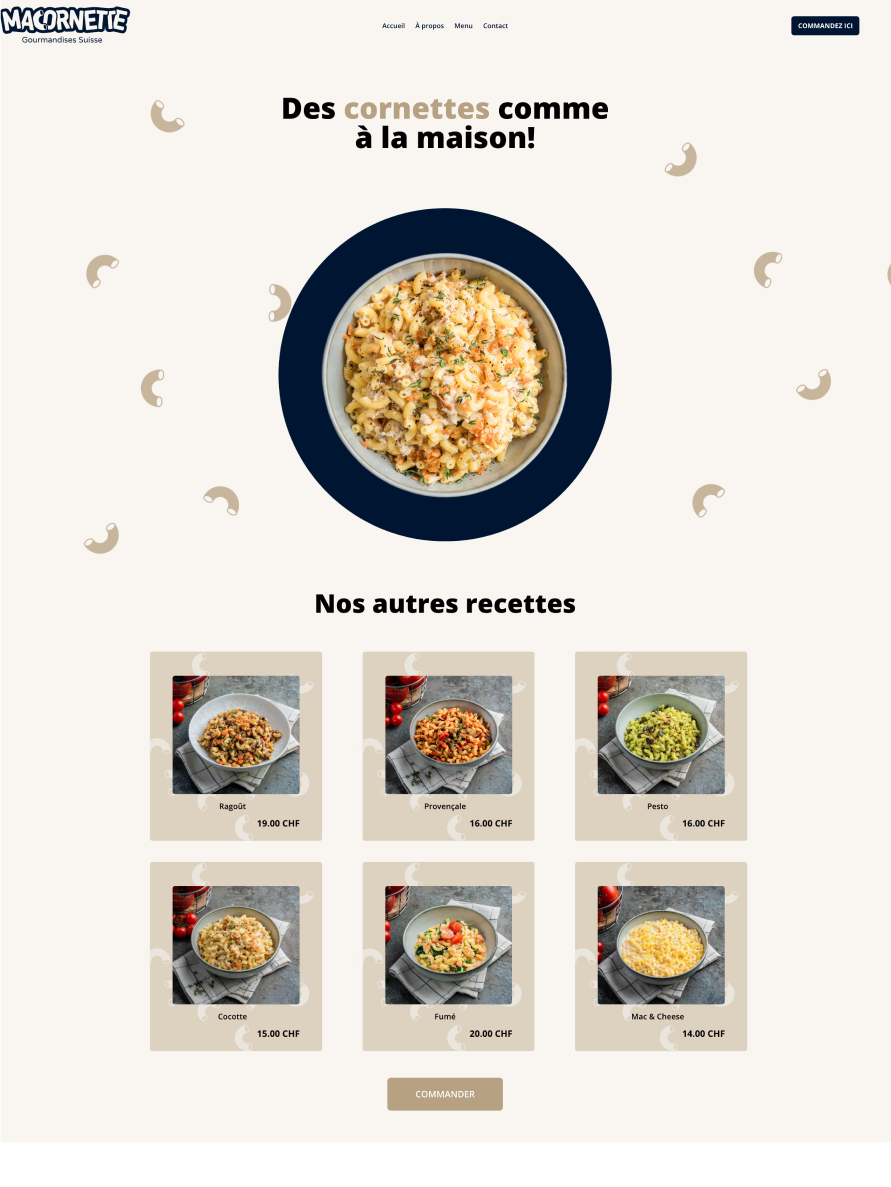 MACORNETTE
Gourmandises Suisse
Accueil À propos Menu Contact
COMMANDEZ ICI
Des cornettes comme
à la maison!
Nos autres recettes
Ragoût
19.00 CHF
Provençale
16.00 CHF
Pesto
16.00 CHF
Cocotte
15.00 CHF
Fumé
20.00 CHF
Mac & Cheese
14.00 CHF
COMMANDER